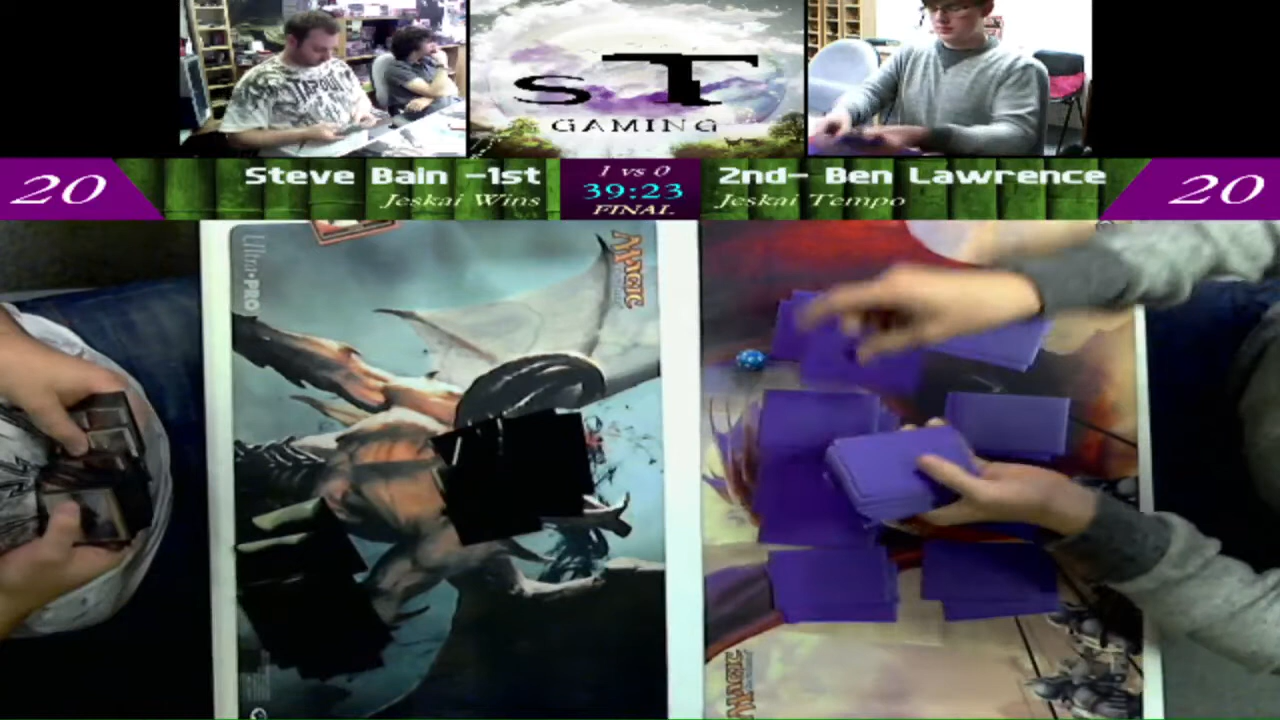 sT
GAMING
20
Steve Bain -1st
Jeskai Wins
1 vs 0
39:23
FINAL
2nd- Ben Lawrence
Jeskai Tempo
20
Ultra•PRO
MAGIC
MAGIC